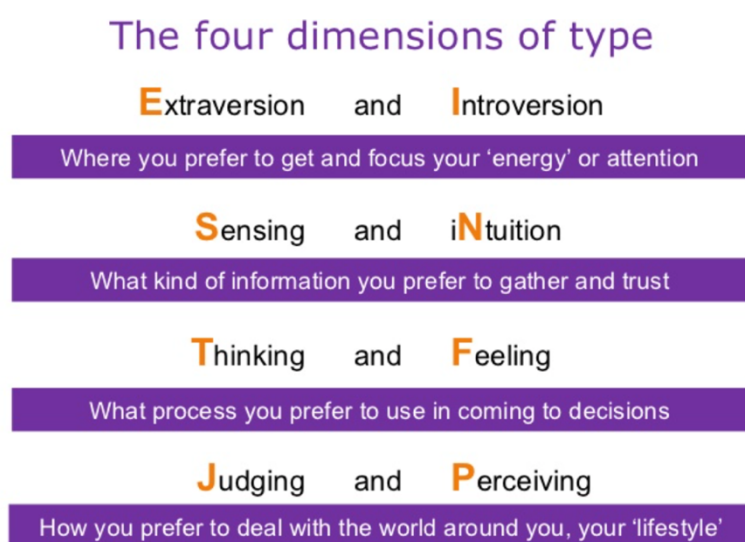 The four dimensions of type
Extraversion and Introversion
Where you prefer to get and focus your ‘energy’ or attention
Sensing and iNtuition
What kind of information you prefer to gather and trust
Thinking and Feeling
What process you prefer to use in coming to decisions
Judging and Perceiving
How you prefer to deal with the world around you, your ‘lifestyle’